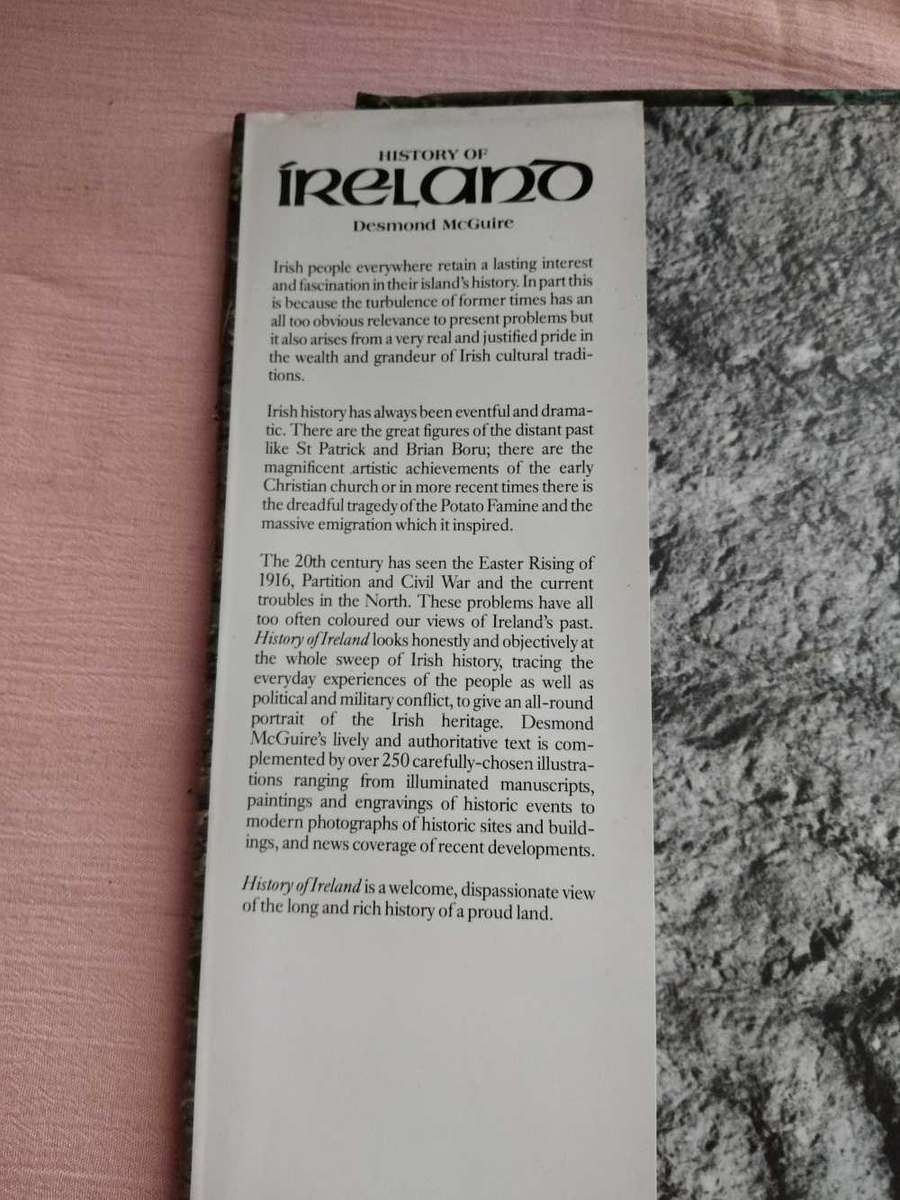 HISTORY OF
IRELAND
Desmond McGuire
Irish people everywhere retain a lasting interest
and fascination in their island's history. In part this
is because the turbulence of former times has an
all too obvious relevance to present problems but
it also arises from a very real and justified pride in
the wealth and grandeur of Irish cultural tradi-
tions.
Irish history has always been eventful and drama-
tic. There are the great figures of the distant past
like St Patrick and Brian Boru; there are the
magnificent artistic achievements of the early
Christian church or in more recent times there is
the dreadful tragedy of the Potato Famine and the
massive emigration which it inspired.
The 20th century has seen the Easter Rising of
1916, Partition and Civil War and the current
troubles in the North. These problems have all
too often coloured our views of Ireland's past.
History of Ireland looks honestly and objectively at
the whole sweep of Irish history, tracing the
everyday experiences of the people as well as
political and military conflict, to give an all-round
portrait of the Irish heritage. Desmond
McGuire's lively and authoritative text is com-
plemented by over 250 carefully-chosen illustra-
tions ranging from illuminated manuscripts,
paintings and engravings of historic events to
modern photographs of historic sites and build-
ings, and news coverage of recent developments.
History of Ireland is a welcome, dispassionate view
of the long and rich history of a proud land.